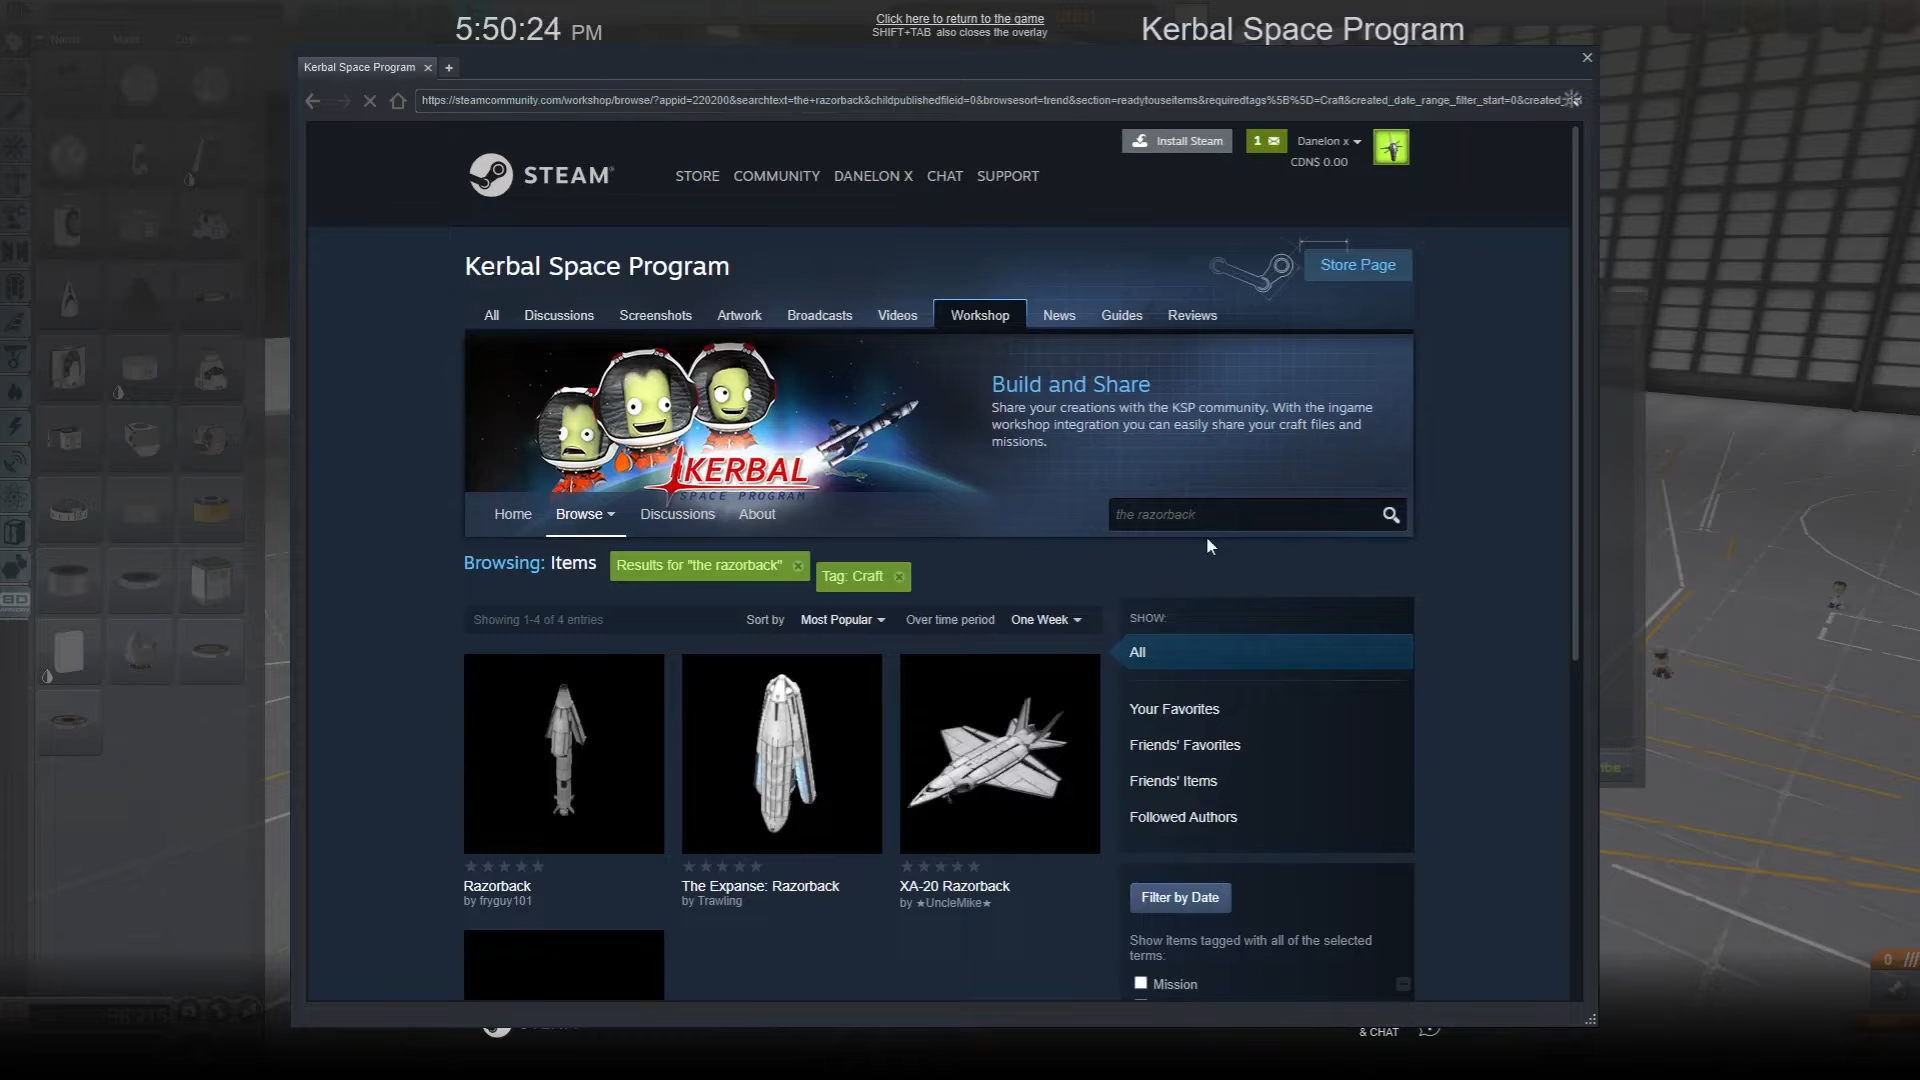 5:50:24 PM
Click here to return to the game
SHIFT+TAB also closes the overlay
Kerbal Space Program
Kerbal Space Program
https://steamcommunity.com/workshop/browse/?appid=220200&searchtext=the+razorback&childpublishedfileid=0&browsesort=trend&section=readytouseitems&requiredtags%5B%5D=Craft&created_date_range_filter_start=0&created_
Install Steam
1
Danelon x
CDN$ 0.00
STEAM
STORE COMMUNITY DANELON X CHAT SUPPORT
Kerbal Space Program
Store Page
All Discussions Screenshots Artwork Broadcasts Videos Workshop News Guides Reviews
Build and Share
Share your creations with the KSP community. With the ingame
workshop integration you can easily share your craft files and
missions.
KERBAL
SPACE PROGRAM
Home Browse Discussions About
the razorback
Browsing: Items
Results for "the razorback"
Tag: Craft
Showing 1-4 of 4 entries
Sort by Most Popular Over time period One Week
SHOW:
All
Your Favorites
Friends' Favorites
Friends' Items
Followed Authors
Razorback
by fryguy101
The Expanse: Razorback
by Trawling
XA-20 Razorback
by ★UncleMike★
Filter by Date
Show items tagged with all of the selected
terms:
Mission
& CHAT
0